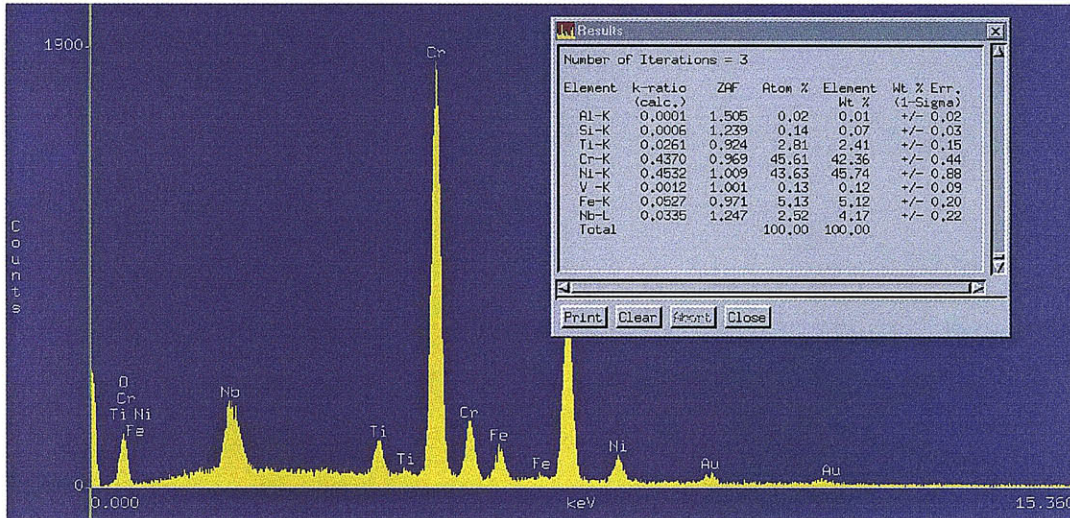 1900
Cr
Results
Number of Iterations = 3
Element k-ratio ZAF Atom % Element Wt % Err.
(calc.) Wt % (1-Sigma)
Al-K 0.0001 1.505 0.02 0.01 +/- 0.02
Si-K 0.0006 1.239 0.14 0.07 +/- 0.03
Ti-K 0.0261 0.924 2.81 2.41 +/- 0.15
Cr-K 0.4370 0.969 45.61 42.36 +/- 0.44
Ni-K 0.4532 1.009 43.63 45.74 +/- 0.88
V -K 0.0012 1.001 0.13 0.12 +/- 0.09
Fe-K 0.0527 0.971 5.13 5.12 +/- 0.20
Nb-L 0.0335 1.247 2.52 4.17 +/- 0.22
Total 100.00 100.00
Print Clear Abort Close
Counts
O
Cr
Ti Ni
Fe
Nb
Ti
Ti
Cr
Fe
Fe
Ni
Au
Au
0
0.000 keV 15.360